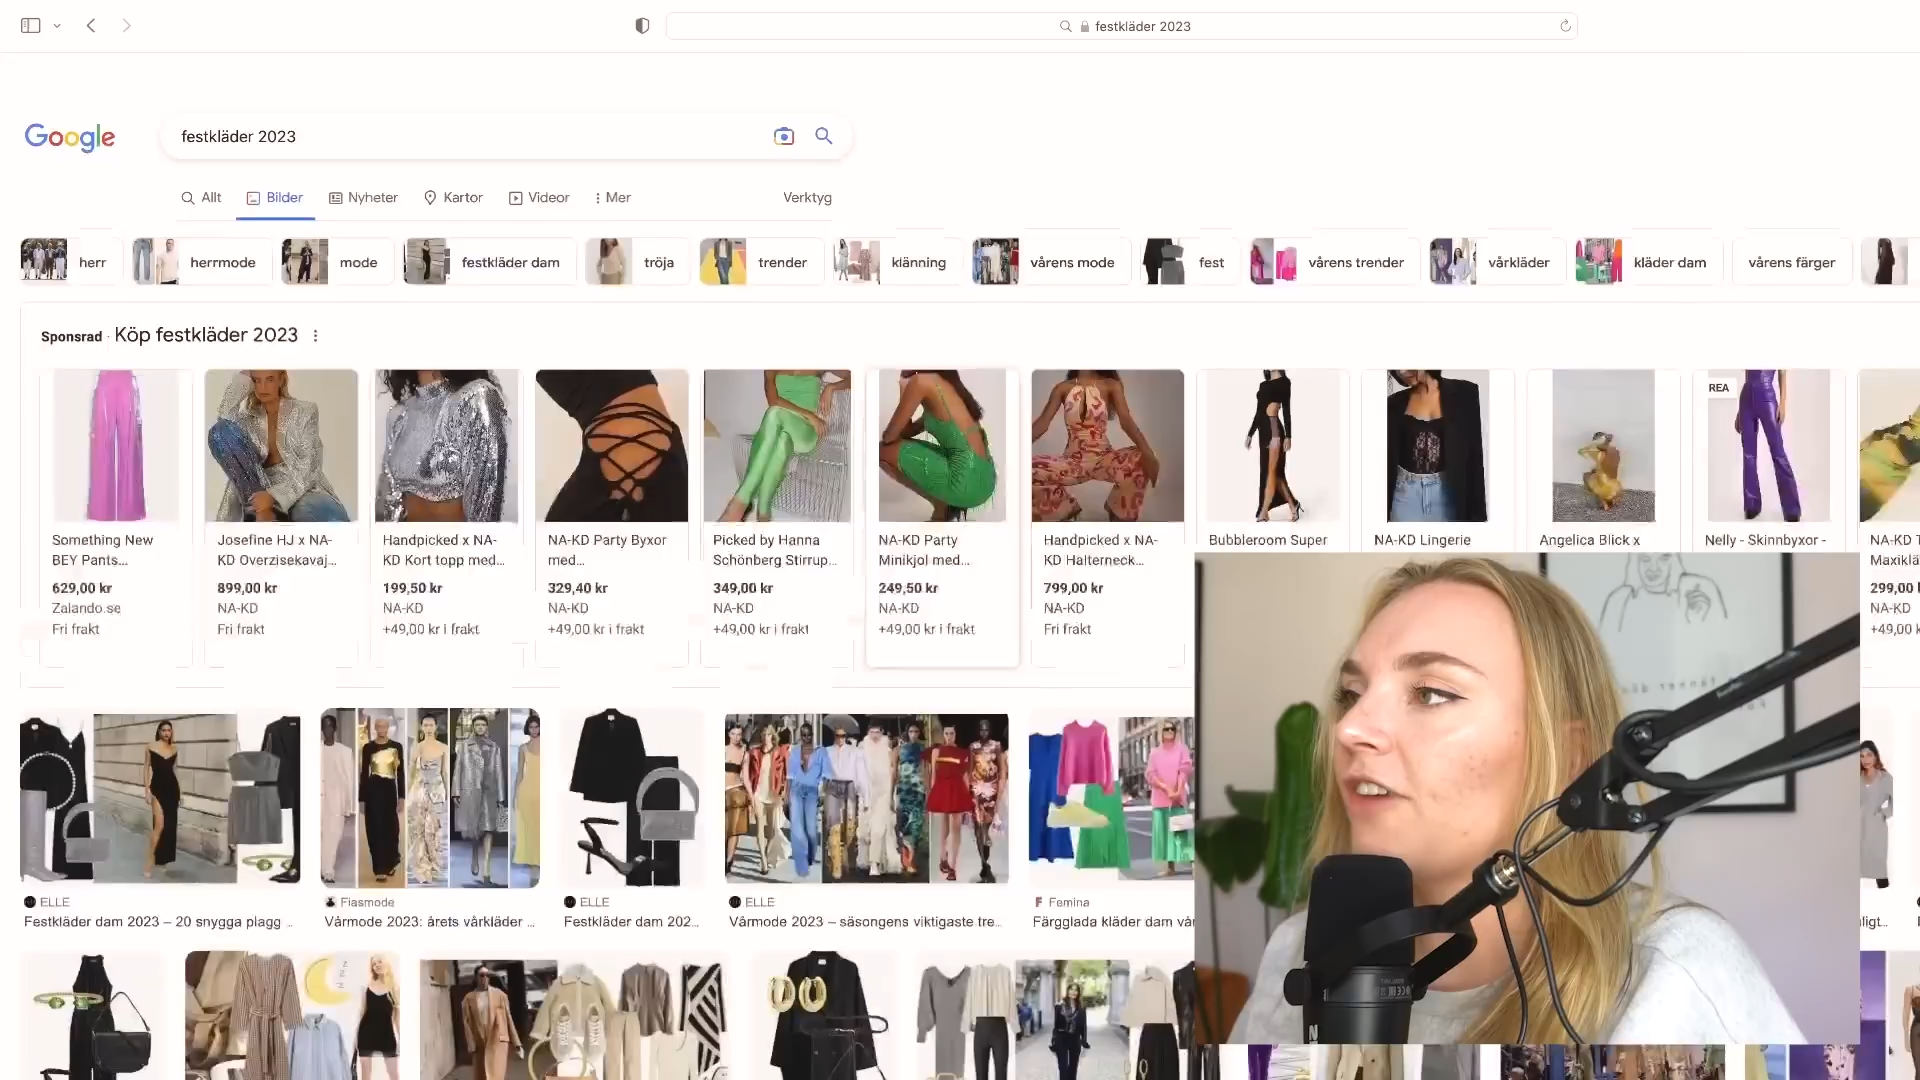 festkläder 2023
Google
festkläder 2023
Allt
Bilder
Nyheter
Kartor
Videor
Mer
Verktyg
herr
herrmode
mode
festkläder dam
tröja
trender
klänning
vårens mode
fest
vårens trender
vårkläder
kläder dam
vårens färger
Sponsrad · Köp festkläder 2023
REA
Something New
BEY Pants...
629,00 kr
Zalando.se
Fri frakt
Josefine HJ x NA-
KD Overzisekavaj...
899,00 kr
NA-KD
Fri frakt
Handpicked x NA-
KD Kort topp med...
199,50 kr
NA-KD
+49,00 kr i frakt
NA-KD Party Byxor
med...
329,40 kr
NA-KD
+49,00 kr i frakt
Picked by Hanna
Schönberg Stirrup...
349,00 kr
NA-KD
+49,00 kr i frakt
NA-KD Party
Minikjol med...
249,50 kr
NA-KD
+49,00 kr i frakt
Handpicked x NA-
KD Halterneck...
799,00 kr
NA-KD
Fri frakt
Bubbleroom Super
NA-KD Lingerie
Angelica Blick x
Nelly - Skinnbyxor -
NA-KD T
Maxiklä
299,00
NA-KD
+49,00 k
ELLE
Festkläder dam 2023 – 20 snygga plagg ...
Fiasmode
Vårmode 2023: årets vårkläder ...
ELLE
Festkläder dam 202...
ELLE
Vårmode 2023 – säsongens viktigaste tre...
Femina
Färgglada kläder dam vår
ligt...